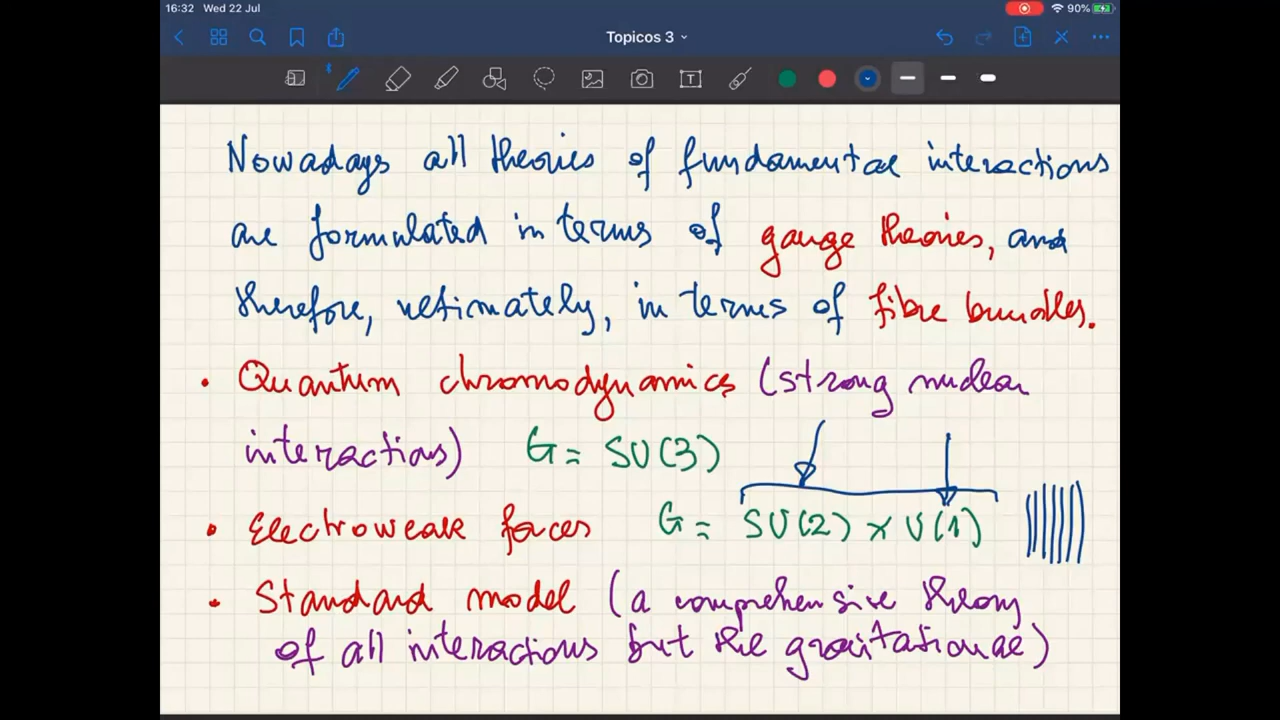 16:32 Wed 22 Jul 90%
Topicos 3
T
Nowadays all theories of fundamental interactions
are formulated in terms of gauge theories, and
therefore, ultimately, in terms of fibre bundles.
• Quantum chromodynamics (strong nuclear
interactions) G = SU(3)
• Electroweak forces G = SU(2) × U(1)
• Standard model (a comprehensive theory
of all interactions but the gravitational)